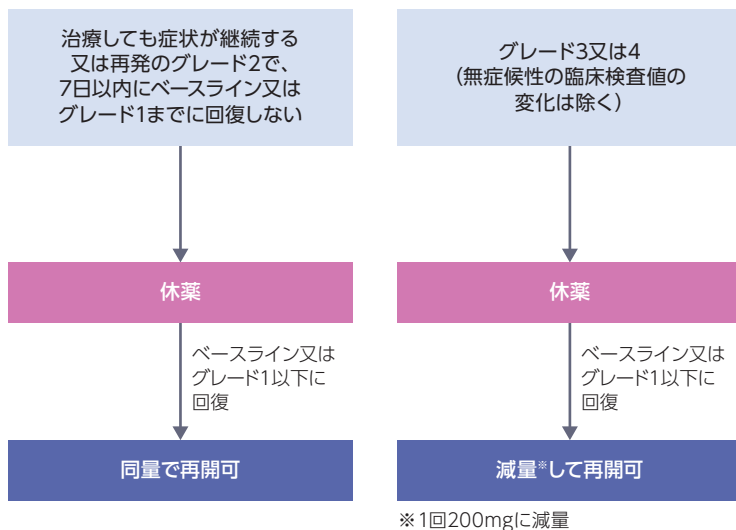 治療しても症状が継続する
又は再発のグレード2で、
7日以内にベースライン又は
グレード1までに回復しない
休薬
ベースライン又は
グレード1以下に
回復
同量で再開可
グレード3又は4
（無症候性の臨床検査値の
変化は除く）
休薬
ベースライン又は
グレード1以下に
回復
減量※して再開可
※1回200mgに減量